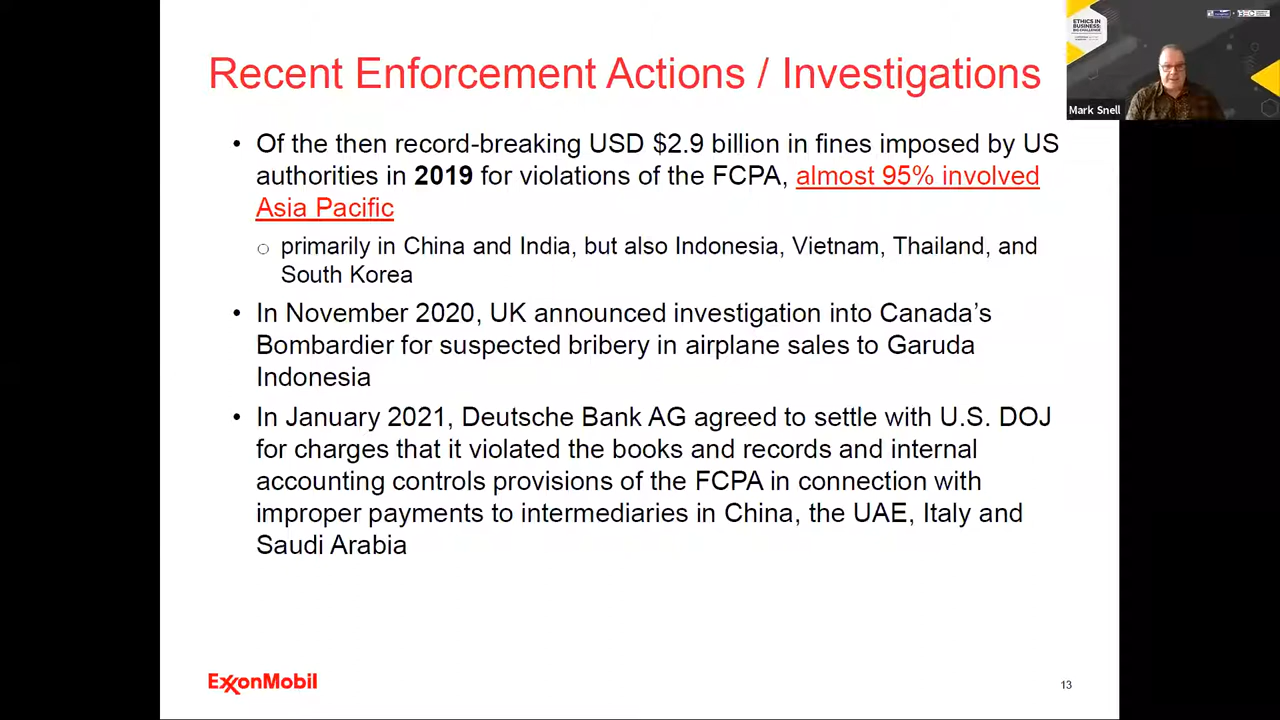 Recent Enforcement Actions / Investigations
• Of the then record-breaking USD $2.9 billion in fines imposed by US
authorities in 2019 for violations of the FCPA, almost 95% involved
Asia Pacific
○ primarily in China and India, but also Indonesia, Vietnam, Thailand, and
South Korea
• In November 2020, UK announced investigation into Canada’s
Bombardier for suspected bribery in airplane sales to Garuda
Indonesia
• In January 2021, Deutsche Bank AG agreed to settle with U.S. DOJ
for charges that it violated the books and records and internal
accounting controls provisions of the FCPA in connection with
improper payments to intermediaries in China, the UAE, Italy and
Saudi Arabia
ExxonMobil
13
ETHICS IN
BUSINESS:
Mark Snell